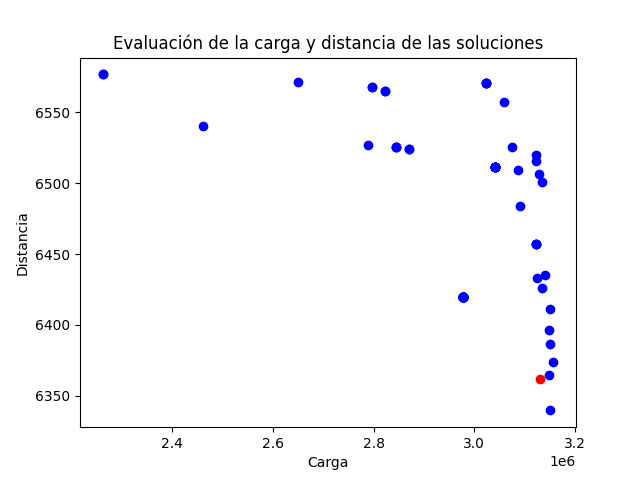 Evaluación de la carga y distancia de las soluciones
Distancia
6550
6500
6450
6400
6350
2.4
2.6
2.8
3.0
3.2
1e6
Carga